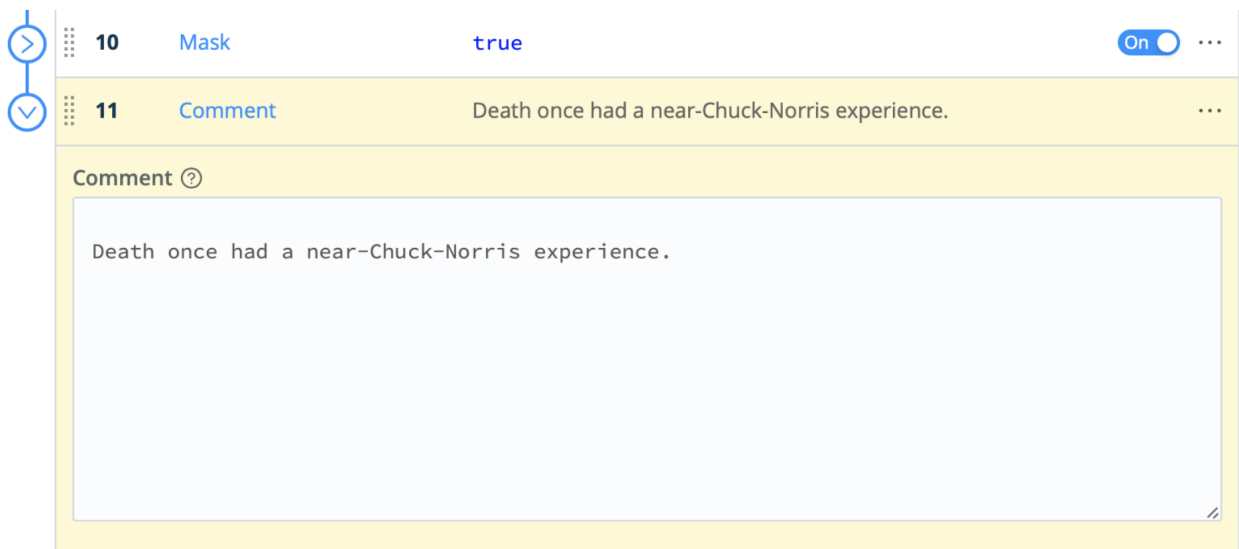 10 Mask true On ...
11 Comment Death once had a near-Chuck-Norris experience. ...
Comment ?
Death once had a near-Chuck-Norris experience.